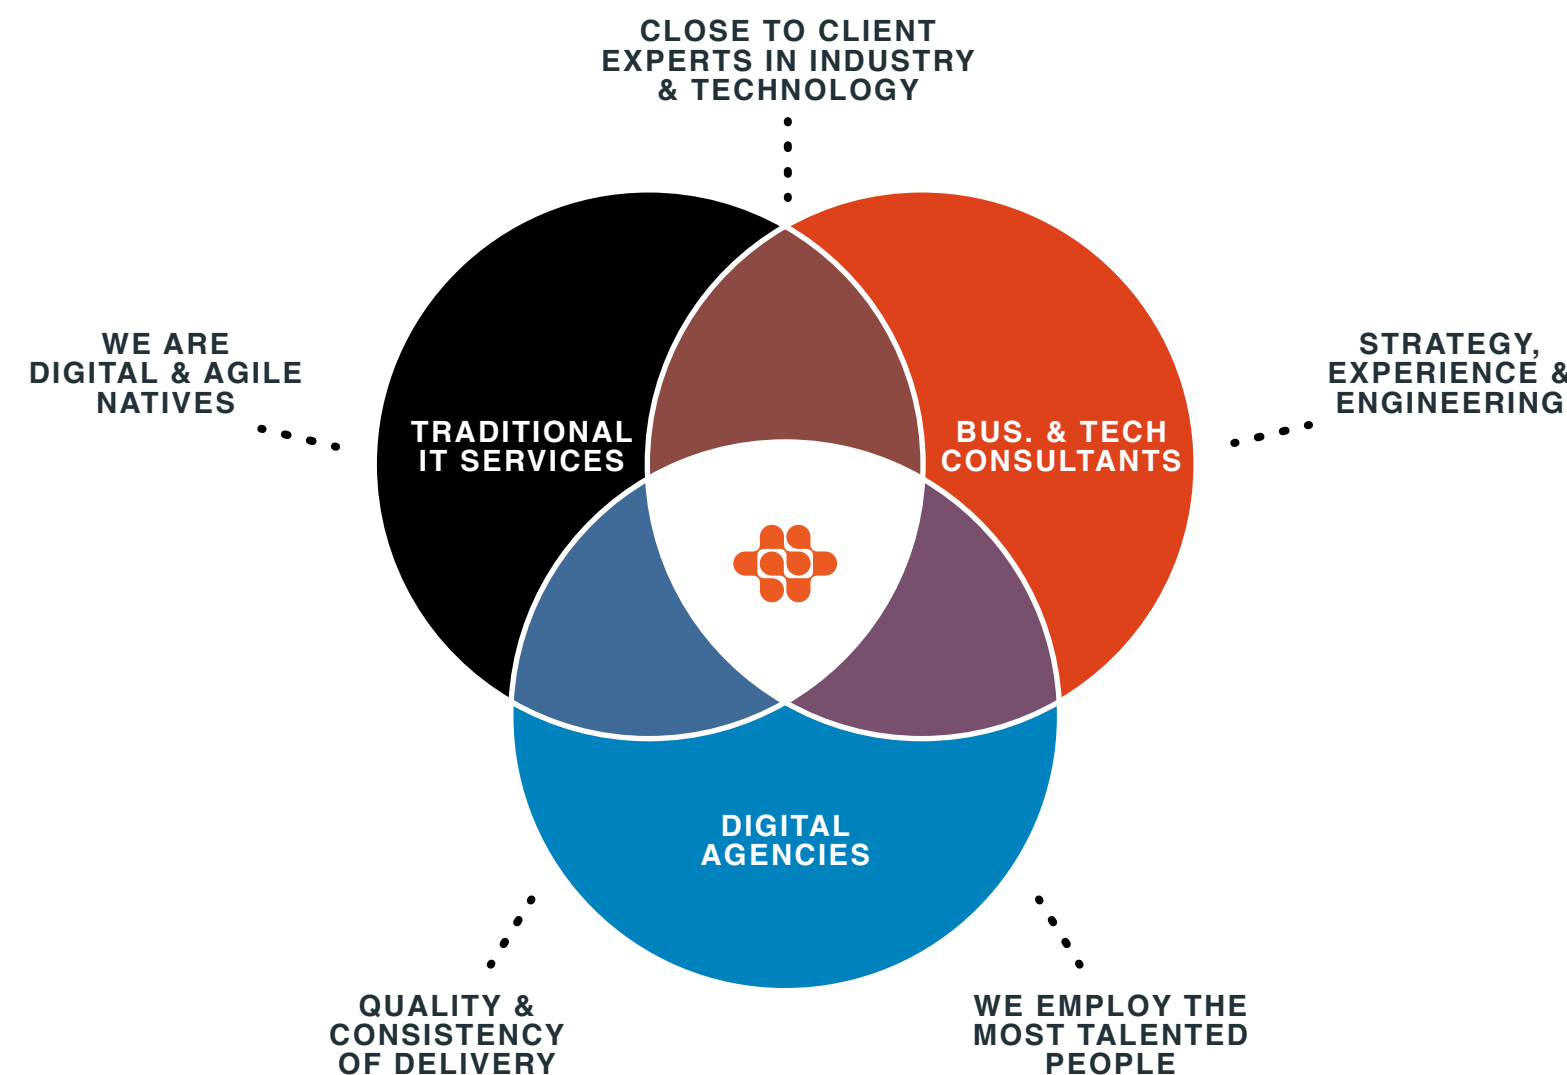 CLOSE TO CLIENT
EXPERTS IN INDUSTRY
& TECHNOLOGY
WE ARE
DIGITAL & AGILE
NATIVES
STRATEGY,
EXPERIENCE &
ENGINEERING
TRADITIONAL
IT SERVICES
BUS. & TECH
CONSULTANTS
DIGITAL
AGENCIES
QUALITY &
CONSISTENCY
OF DELIVERY
WE EMPLOY THE
MOST TALENTED
PEOPLE